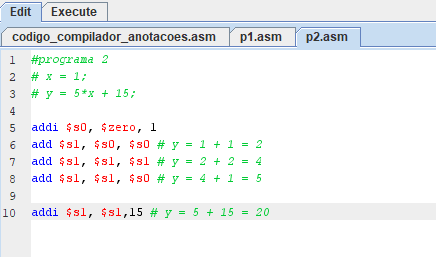 Edit Execute
codigo_compilador_anotacoes.asm p1.asm p2.asm
1 #programa 2
2 # x = 1;
3 # y = 5*x + 15;
4
5 addi $s0, $zero, 1
6 add $s1, $s0, $s0 # y = 1 + 1 = 2
7 add $s1, $s1, $s1 # y = 2 + 2 = 4
8 add $s1, $s1, $s0 # y = 4 + 1 = 5
9
10 addi $s1, $s1,15 # y = 5 + 15 = 20